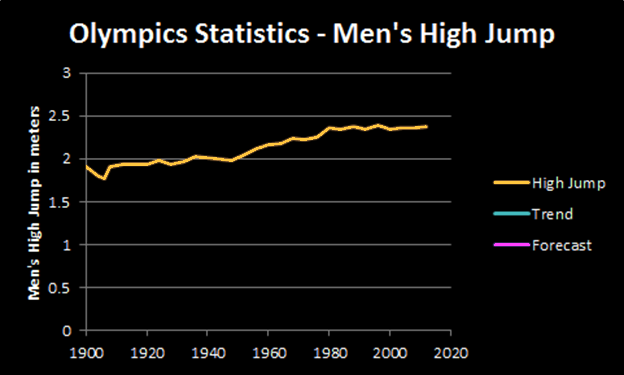 Olympics Statistics - Men's High Jump
Men's High Jump in meters
3
2.5
2
1.5
1
0.5
0
1900 1920 1940 1960 1980 2000 2020
High Jump
Trend
Forecast